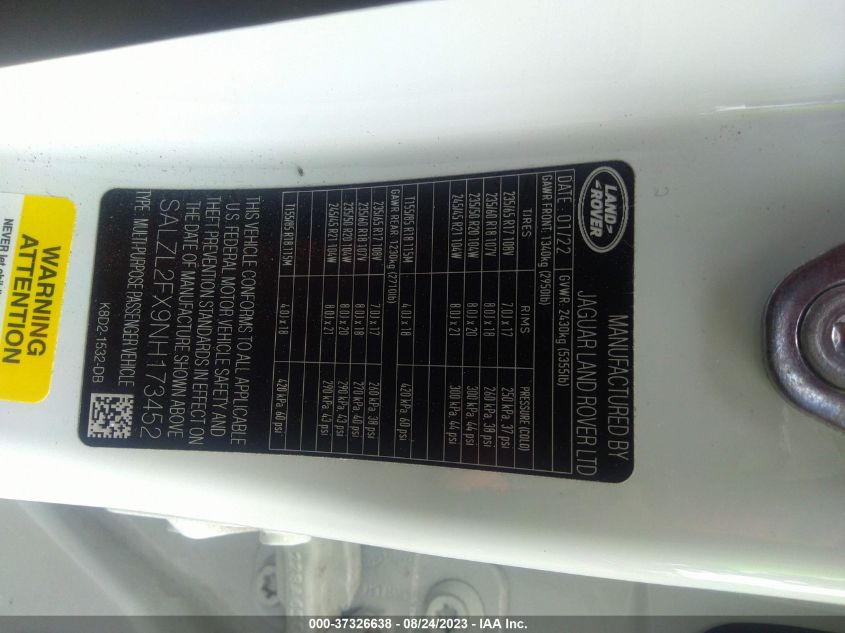 LAND
ROVER
MANUFACTURED BY
JAGUAR LAND ROVER LTD
DATE: 01/22 GVWR: 2430kg (5355lb)
GAWR FRONT: 1340kg (2950lb)
TIRES RIMS PRESSURE (COLD)
235/65 R17 108V 7.0J x 17 250 kPa 37 psi
235/60 R18 107V 8.0J x 18 260 kPa 38 psi
235/50 R20 104W 8.0J x 20 300 kPa 44 psi
245/45 R21 104W 8.0J x 21 300 kPa 44 psi
T155/85 R18 115M 4.0J x 18 420 kPa 60 psi
GAWR REAR: 1230kg (2710lb)
235/65 R17 108V 7.0J x 17 260 kPa 38 psi
235/60 R18 107V 8.0J x 18 270 kPa 40 psi
235/50 R20 104W 8.0J x 20 290 kPa 43 psi
245/45 R21 104W 8.0J x 21 290 kPa 43 psi
T155/85 R18 115M 4.0J x 18 420 kPa 60 psi
THIS VEHICLE CONFORMS TO ALL APPLICABLE
U.S. FEDERAL MOTOR VEHICLE SAFETY AND
THEFT PREVENTION STANDARDS IN EFFECT ON
THE DATE OF MANUFACTURE SHOWN ABOVE
SALZL2FX9NH173452
TYPE: MULTI-PURPOSE PASSENGER VEHICLE
K8D2-1532-DB
WARNING
ATTENTION
NEVER let chil
000-37326638 - 08/24/2023 - IAAI.com